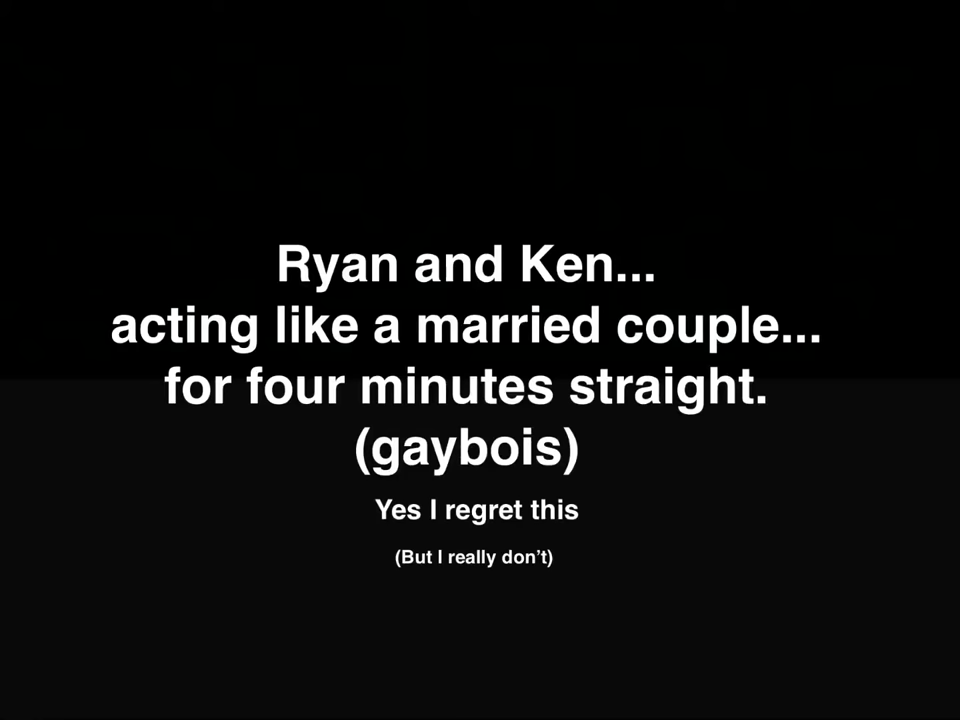 Ryan and Ken...
acting like a married couple...
for four minutes straight.
(gaybois)
Yes I regret this
(But I really don’t)